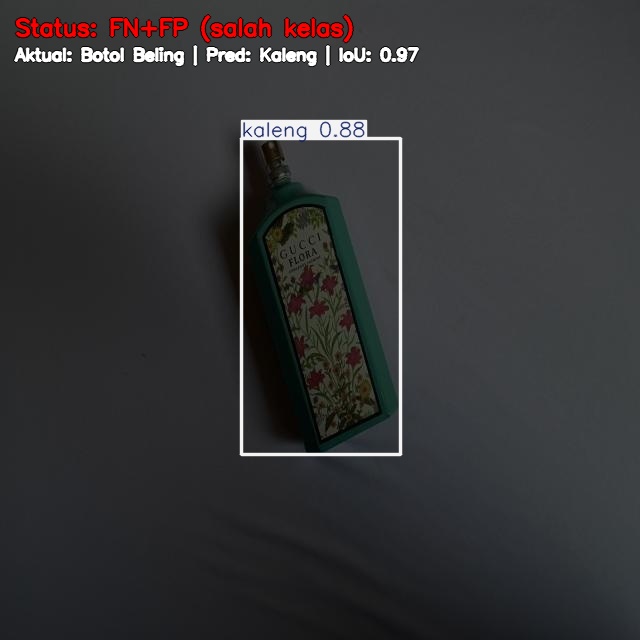 Status: FN+FP (salah kelas)
Aktual: Botol Beling | Pred: Kaleng | IoU: 0.97
kaleng 0.88
GUCCI
FLORA